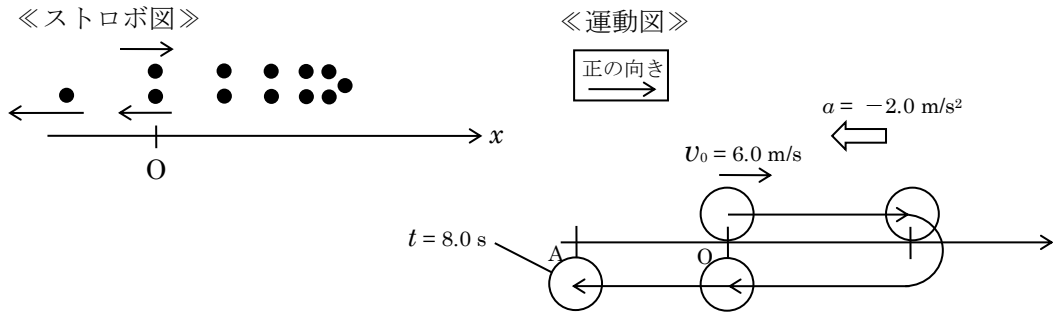 ≪ストロボ図≫
x
O
≪運動図≫
正の向き
a = −2.0 m/s²
v₀ = 6.0 m/s
t = 8.0 s
A
O